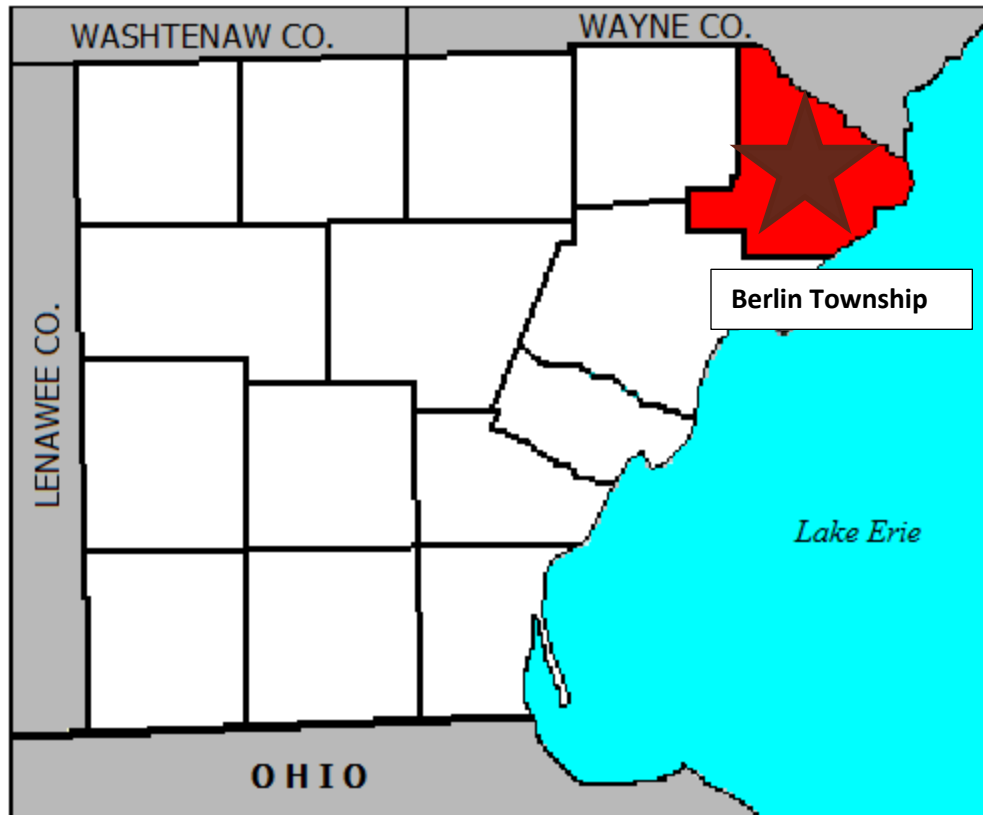 WASHTENAW CO.
WAYNE CO.
Berlin Township
LENAWEE CO.
Lake Erie
OHIO